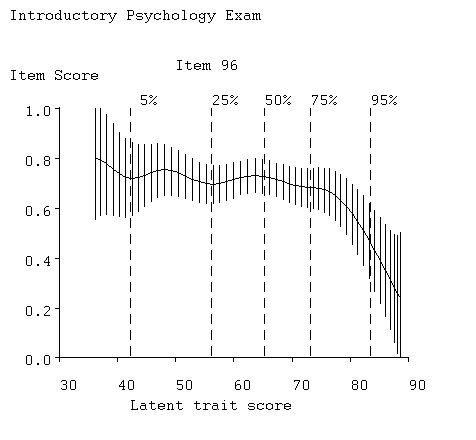 Introductory Psychology Exam
Item 96
Item Score
5% 25% 50% 75% 95%
1.0
0.8
0.6
0.4
0.2
0.0
30 40 50 60 70 80 90
Latent trait score